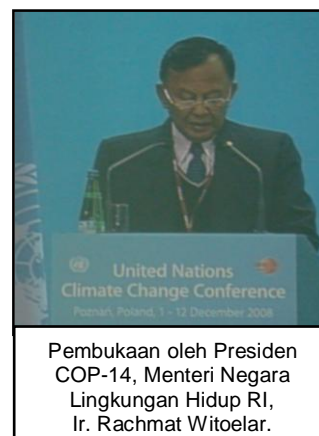 United Nations
Climate Change Conference
Poznań, Poland, 1 - 12 December 2008
Pembukaan oleh Presiden
COP-14, Menteri Negara
Lingkungan Hidup RI,
Ir. Rachmat Witoelar.